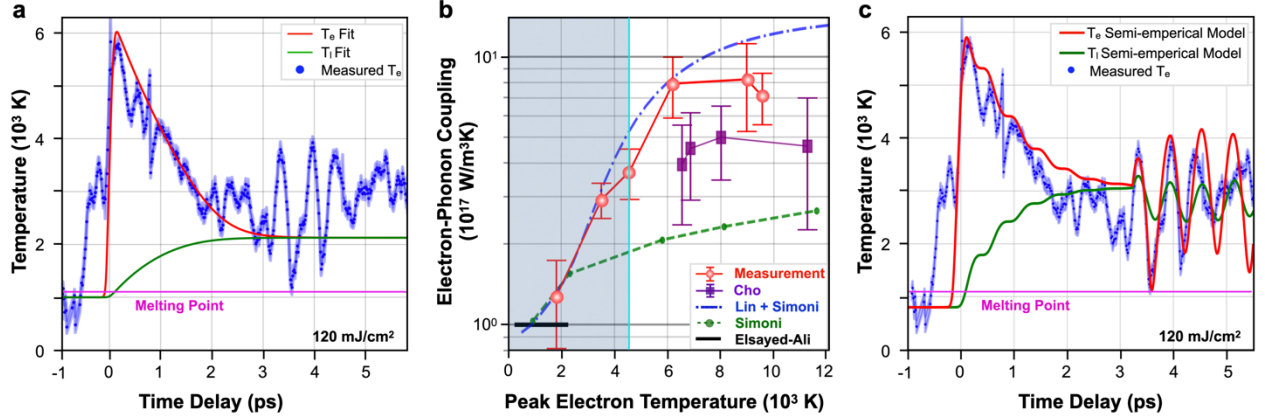 a
6
5
4
3
2
1
0
Temperature (10³ K)
-1
0
1
2
3
4
5
Time Delay (ps)
Tₑ Fit
Tₗ Fit
Measured Tₑ
Melting Point
120 mJ/cm²
b
10¹
10⁰
Electron-Phonon Coupling
(10¹⁷ W/m³K)
0
2
4
6
8
10
12
Peak Electron Temperature (10³ K)
Measurement
Cho
Lin + Simoni
Simoni
Elsayed-Ali
c
6
5
4
3
2
1
0
Temperature (10³ K)
-1
0
1
2
3
4
5
Time Delay (ps)
Tₑ Semi-emperical Model
Tₗ Semi-emperical Model
Measured Tₑ
Melting Point
120 mJ/cm²